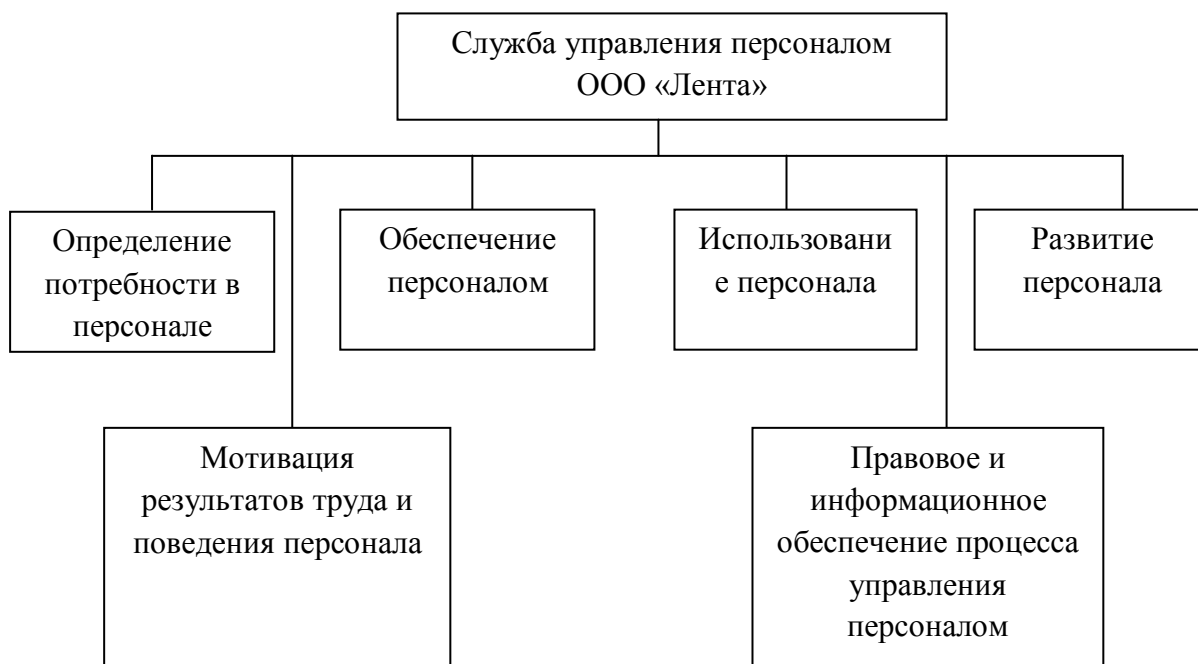 Служба управления персоналом
ООО «Лента»
Определение
потребности в
персонале
Обеспечение
персоналом
Использовани
е персонала
Развитие
персонала
Мотивация
результатов труда и
поведения персонала
Правовое и
информационное
обеспечение процесса
управления
персоналом